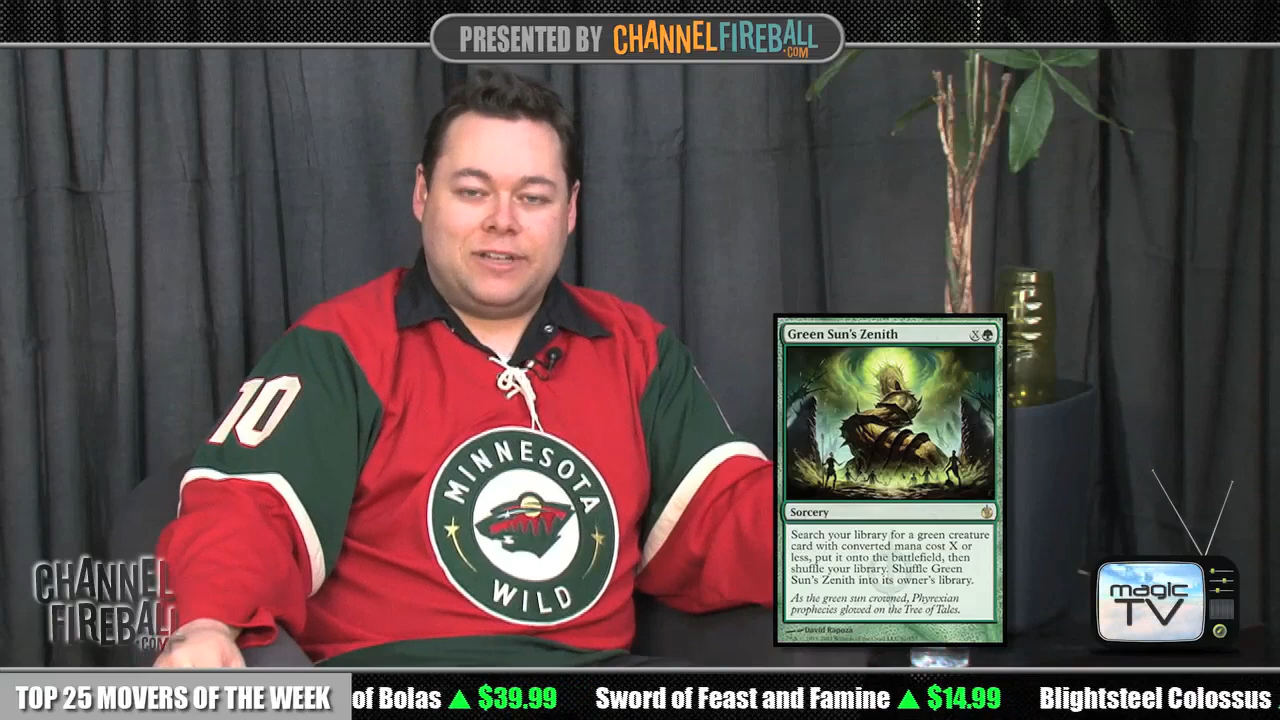 PRESENTED BY CHANNELFIREBALL.COM
10
MINNESOTA
WILD
Green Sun's Zenith X
Sorcery
Search your library for a green creature
card with converted mana cost X or
less, put it onto the battlefield, then
shuffle your library. Shuffle Green
Sun's Zenith into its owner's library.
As the green sun crowned, Phyrexian
prophecies glowed on the Tree of Tales.
David Rapoza
CHANNEL
FIREBALL
.COM
magic
TV
TOP 25 MOVERS OF THE WEEK of Bolas ▲ $39.99 Sword of Feast and Famine ▲ $14.99 Blightsteel Colossus